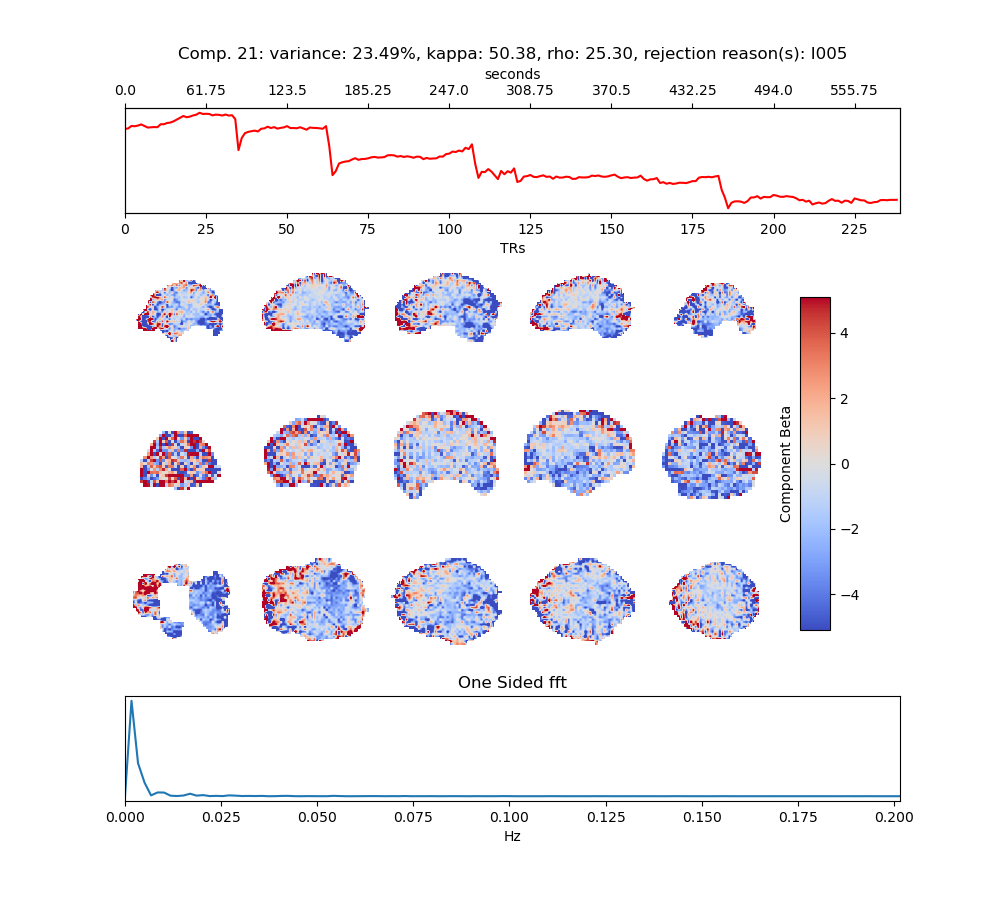 Comp. 21: variance: 23.49%, kappa: 50.38, rho: 25.30, rejection reason(s): I005
seconds
0.0 61.75 123.5 185.25 247.0 308.75 370.5 432.25 494.0 555.75
0 25 50 75 100 125 150 175 200 225
TRs
4
2
0
−2
−4
Component Beta
One Sided fft
0.000 0.025 0.050 0.075 0.100 0.125 0.150 0.175 0.200
Hz